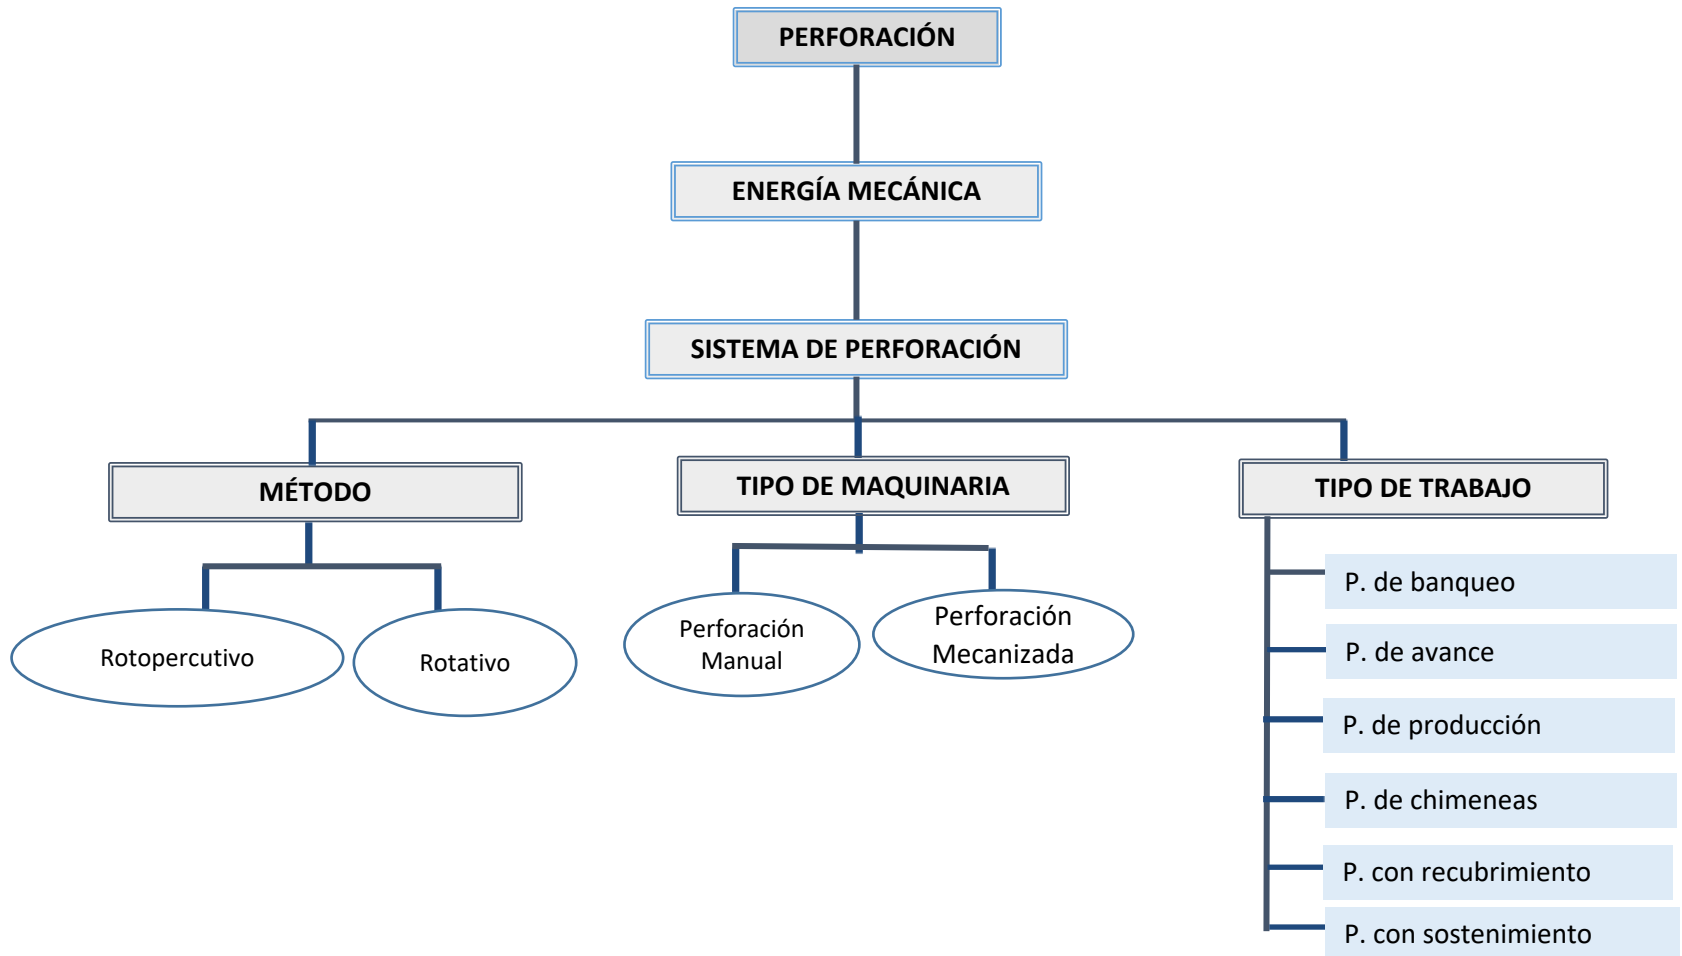 PERFORACIÓN
ENERGÍA MECÁNICA
SISTEMA DE PERFORACIÓN
MÉTODO
TIPO DE MAQUINARIA
TIPO DE TRABAJO
Rotopercutivo
Rotativo
Perforación
Manual
Perforación
Mecanizada
P. de banqueo
P. de avance
P. de producción
P. de chimeneas
P. con recubrimiento
P. con sostenimiento